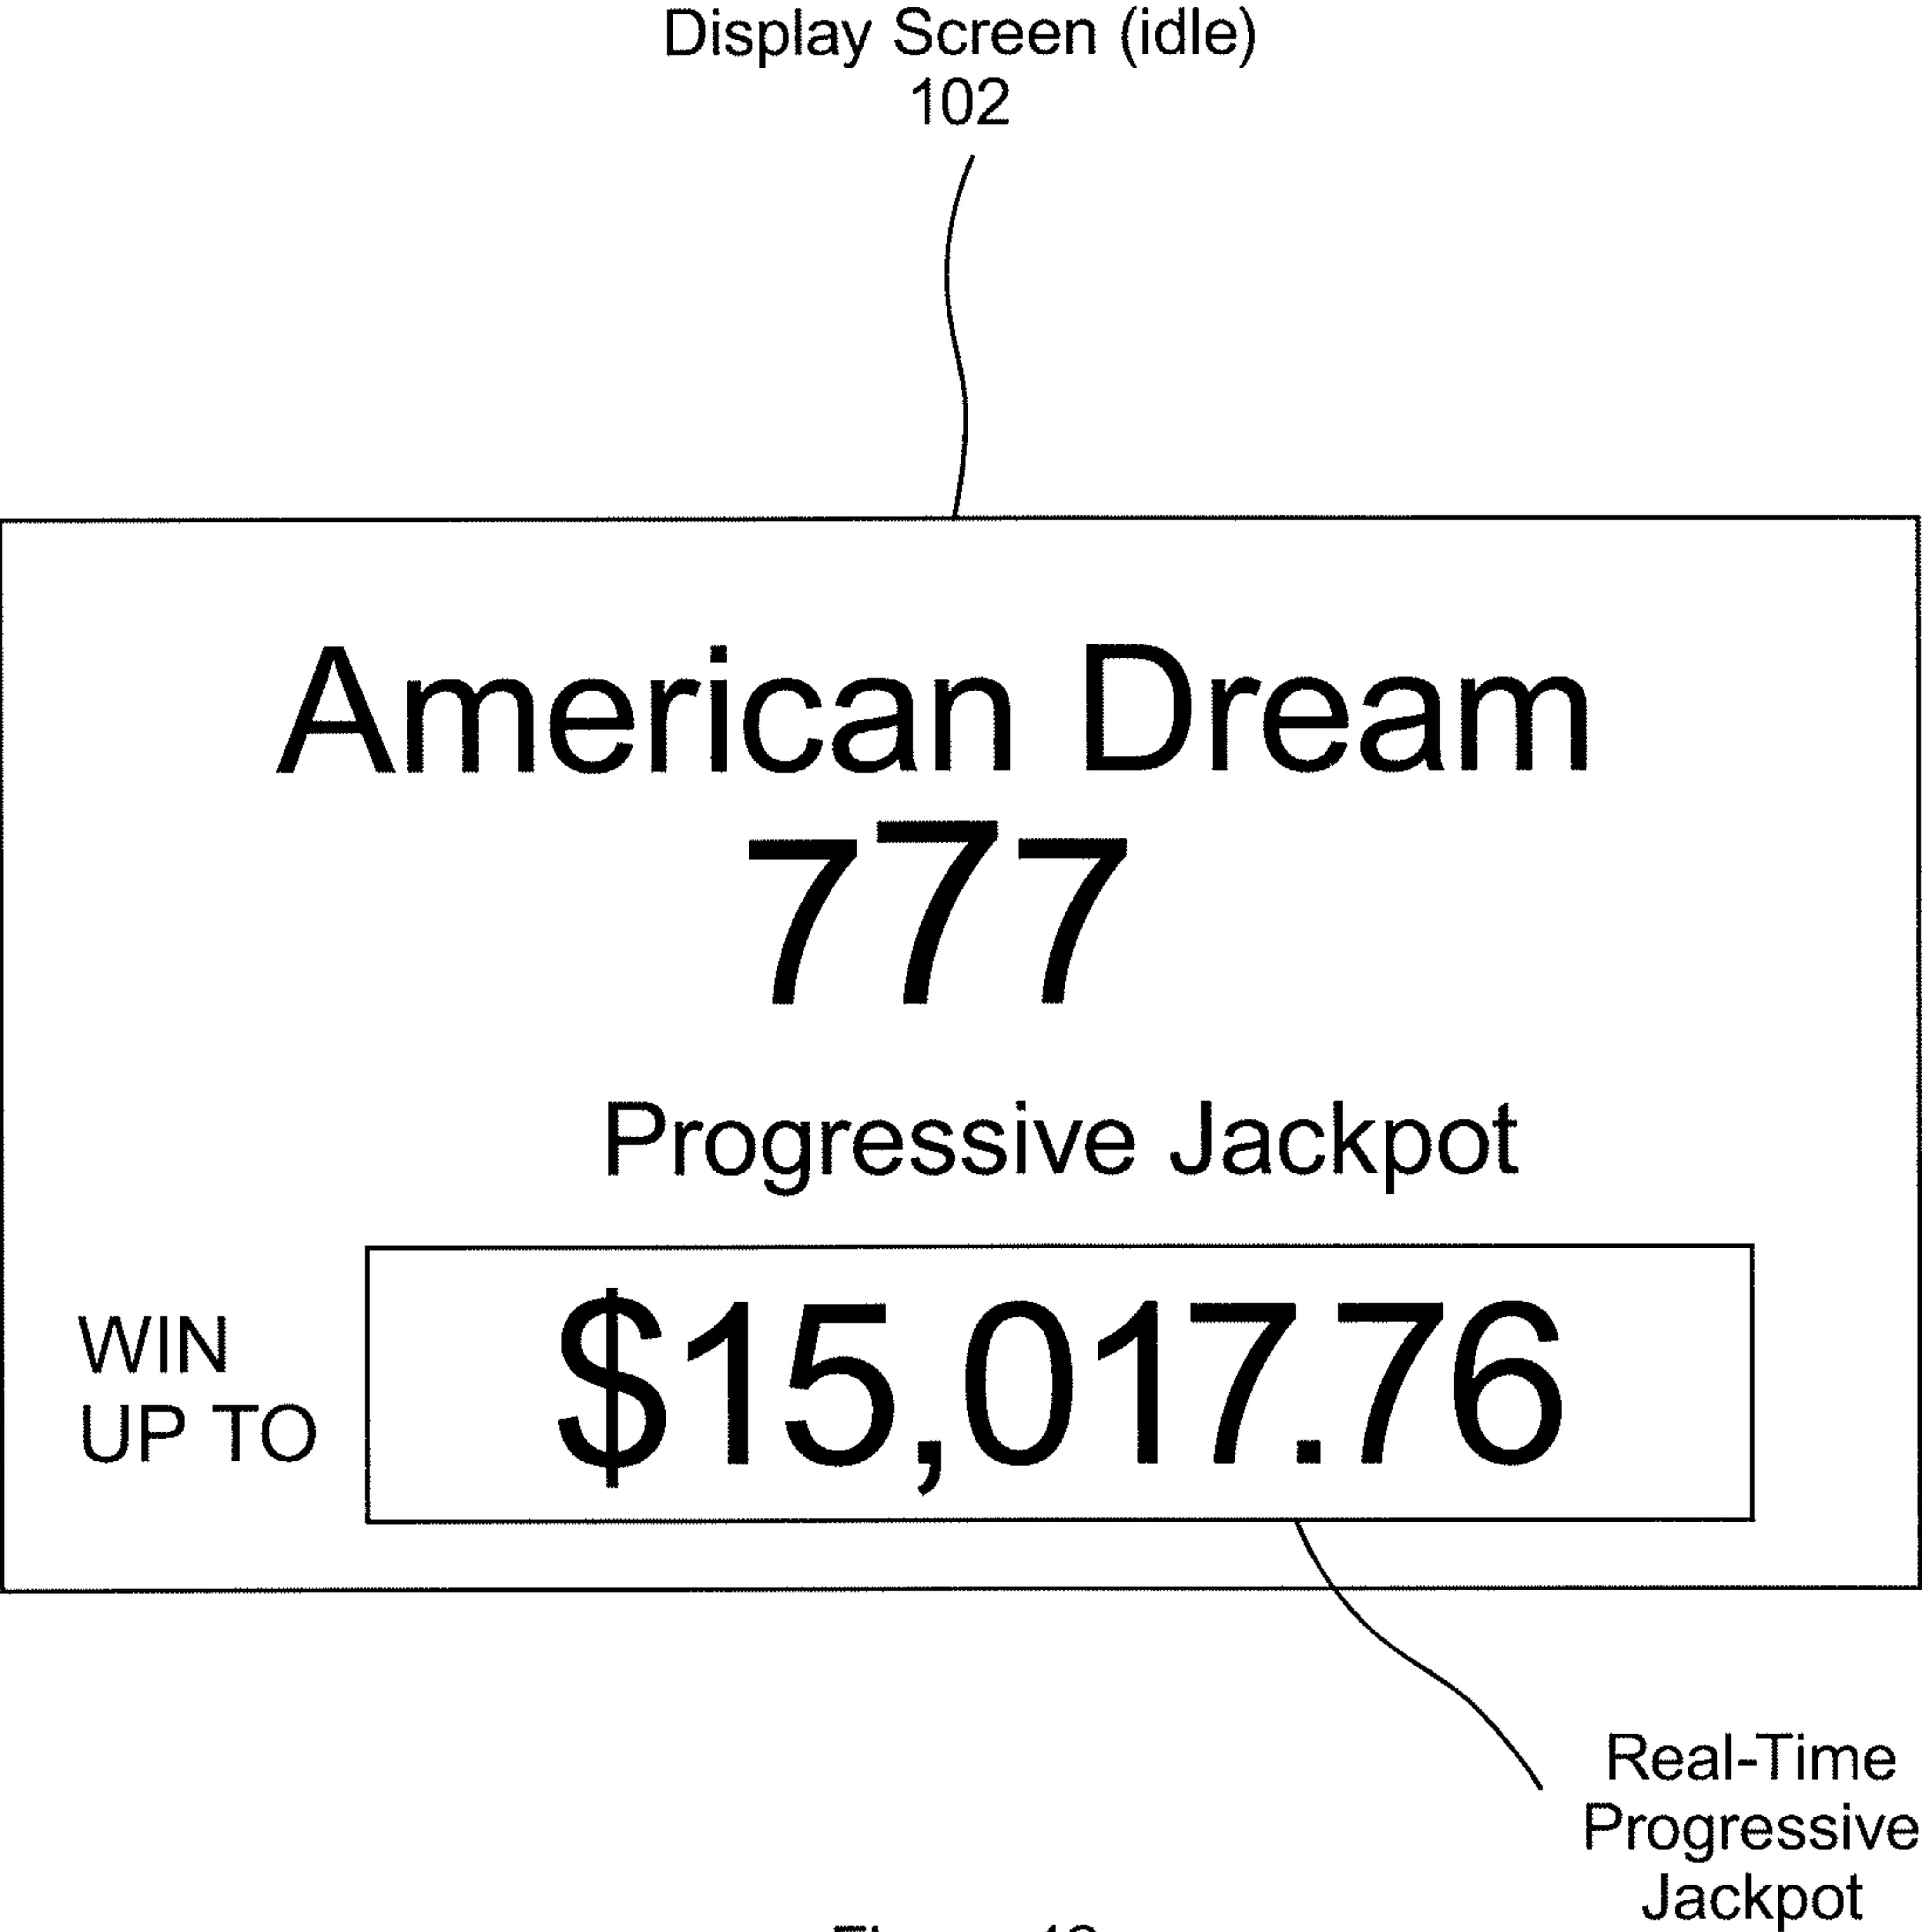 Display Screen (idle)
102
American Dream
777
Progressive Jackpot
WIN
UP TO
$15,017.76
Real-Time
Progressive
Jackpot